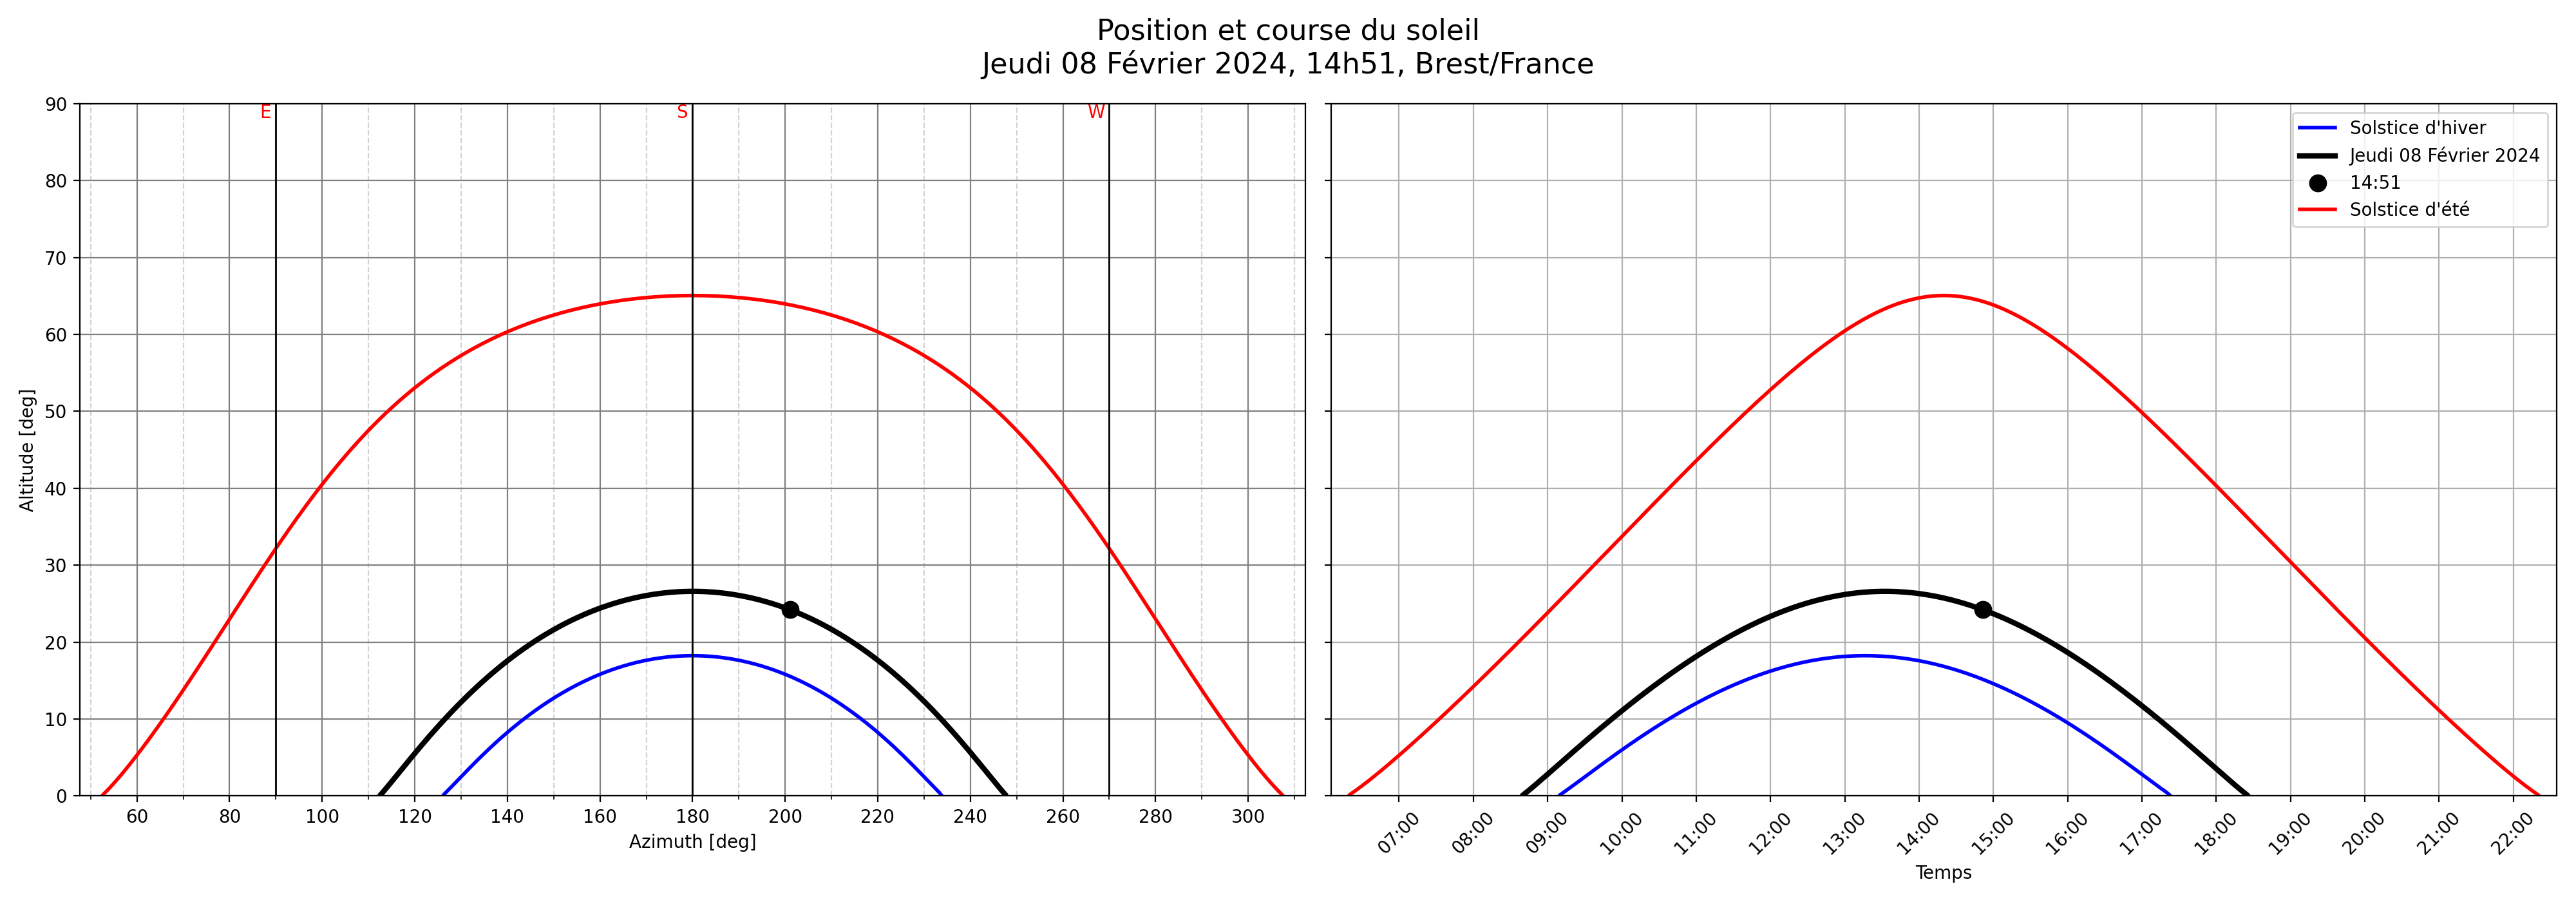 Position et course du soleil
Jeudi 08 Février 2024, 14h51, Brest/France
E
S
W
90
80
70
60
50
40
30
20
10
0
Altitude [deg]
60 80 100 120 140 160 180 200 220 240 260 280 300
Azimuth [deg]
Solstice d'hiver
Jeudi 08 Février 2024
14:51
Solstice d'été
07:00 08:00 09:00 10:00 11:00 12:00 13:00 14:00 15:00 16:00 17:00 18:00 19:00 20:00 21:00 22:00
Temps